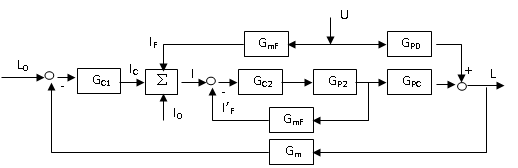 U
I_F
G_mF
G_PD
L_O
I_C
I
+
L
-
G_C1
Σ
-
G_C2
G_P2
G_PC
I_O
I'_F
G_mF
G_m